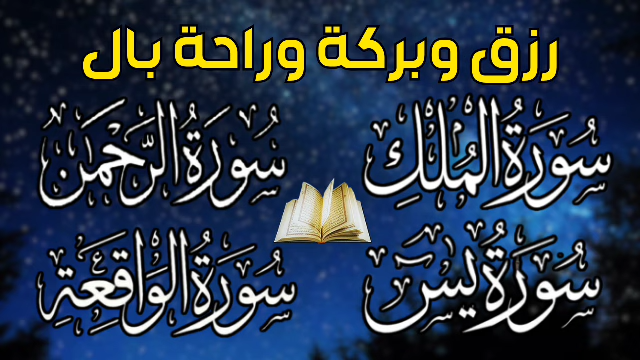 رزق وبركة وراحة بال
سُورَةُ المُلْكِ
سُورَةُ الرَّحْمَن
سُورَةُ يسٓ
سُورَةُ الوَاقِعَةِ